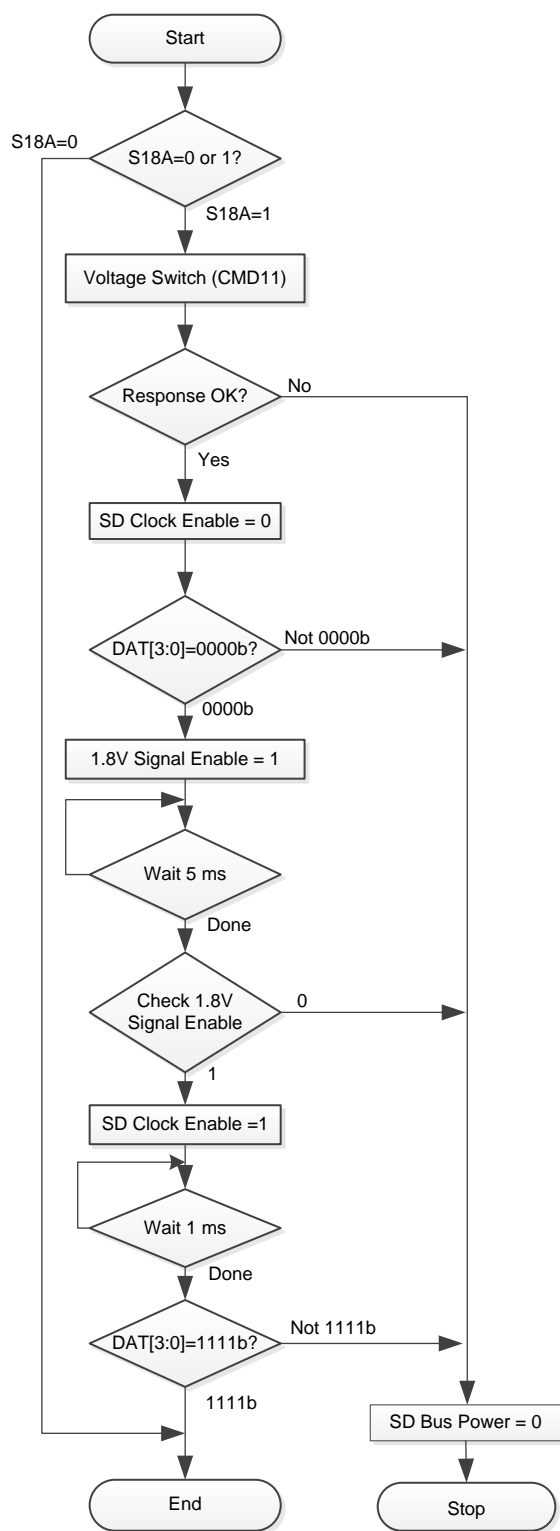 Start
S18A=0
S18A=0 or 1?
S18A=1
Voltage Switch (CMD11)
Response OK?
No
Yes
SD Clock Enable = 0
DAT[3:0]=0000b?
Not 0000b
0000b
1.8V Signal Enable = 1
Wait 5 ms
Done
Check 1.8V
Signal Enable
0
1
SD Clock Enable =1
Wait 1 ms
Done
DAT[3:0]=1111b?
Not 1111b
1111b
SD Bus Power = 0
End
Stop